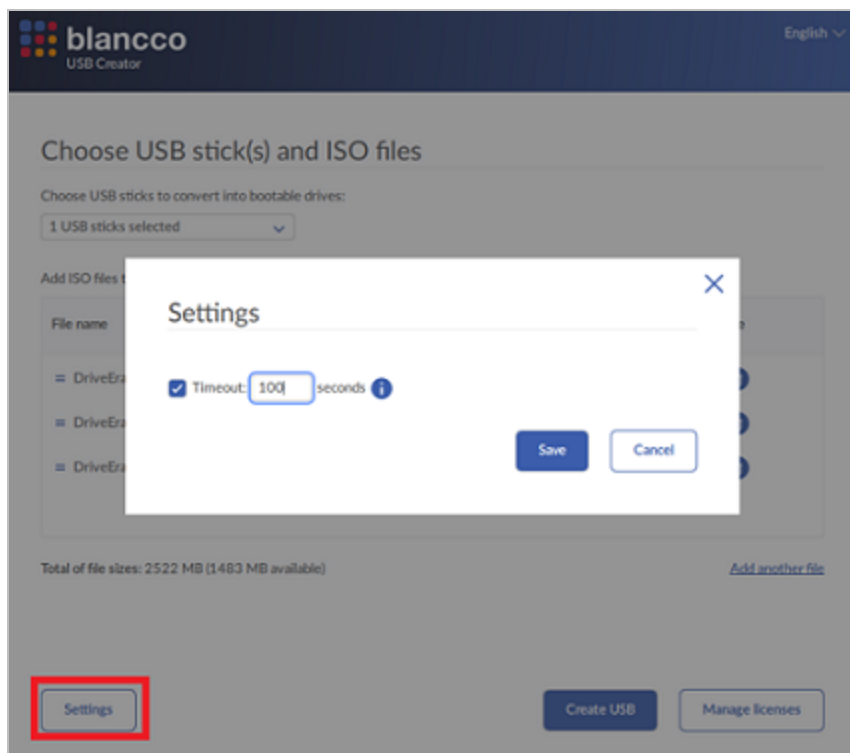 blancco
USB Creator
English
Choose USB stick(s) and ISO files
Choose USB sticks to convert into bootable drives:
1 USB sticks selected
Add ISO files
File name
Settings
Timeout: 100 seconds
Save Cancel
DriveEra
DriveEra
DriveEra
Total of file sizes: 2522 MB (1483 MB available)
Add another file
Settings
Create USB
Manage licenses